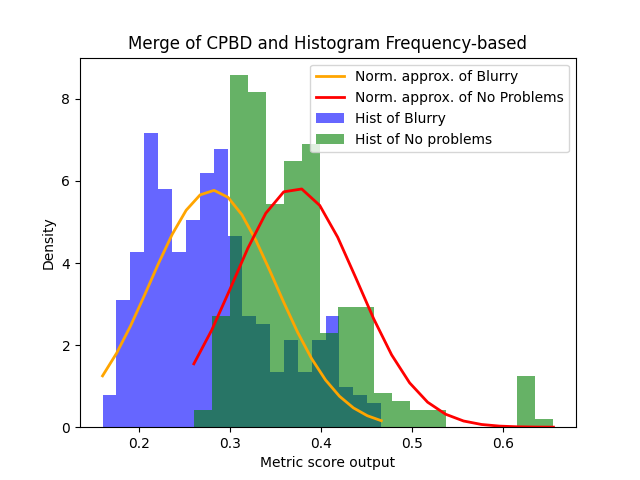 Merge of CPBD and Histogram Frequency-based
Norm. approx. of Blurry
Norm. approx. of No Problems
Hist of Blurry
Hist of No problems
Density
8
6
4
2
0
0.2 0.3 0.4 0.5 0.6
Metric score output